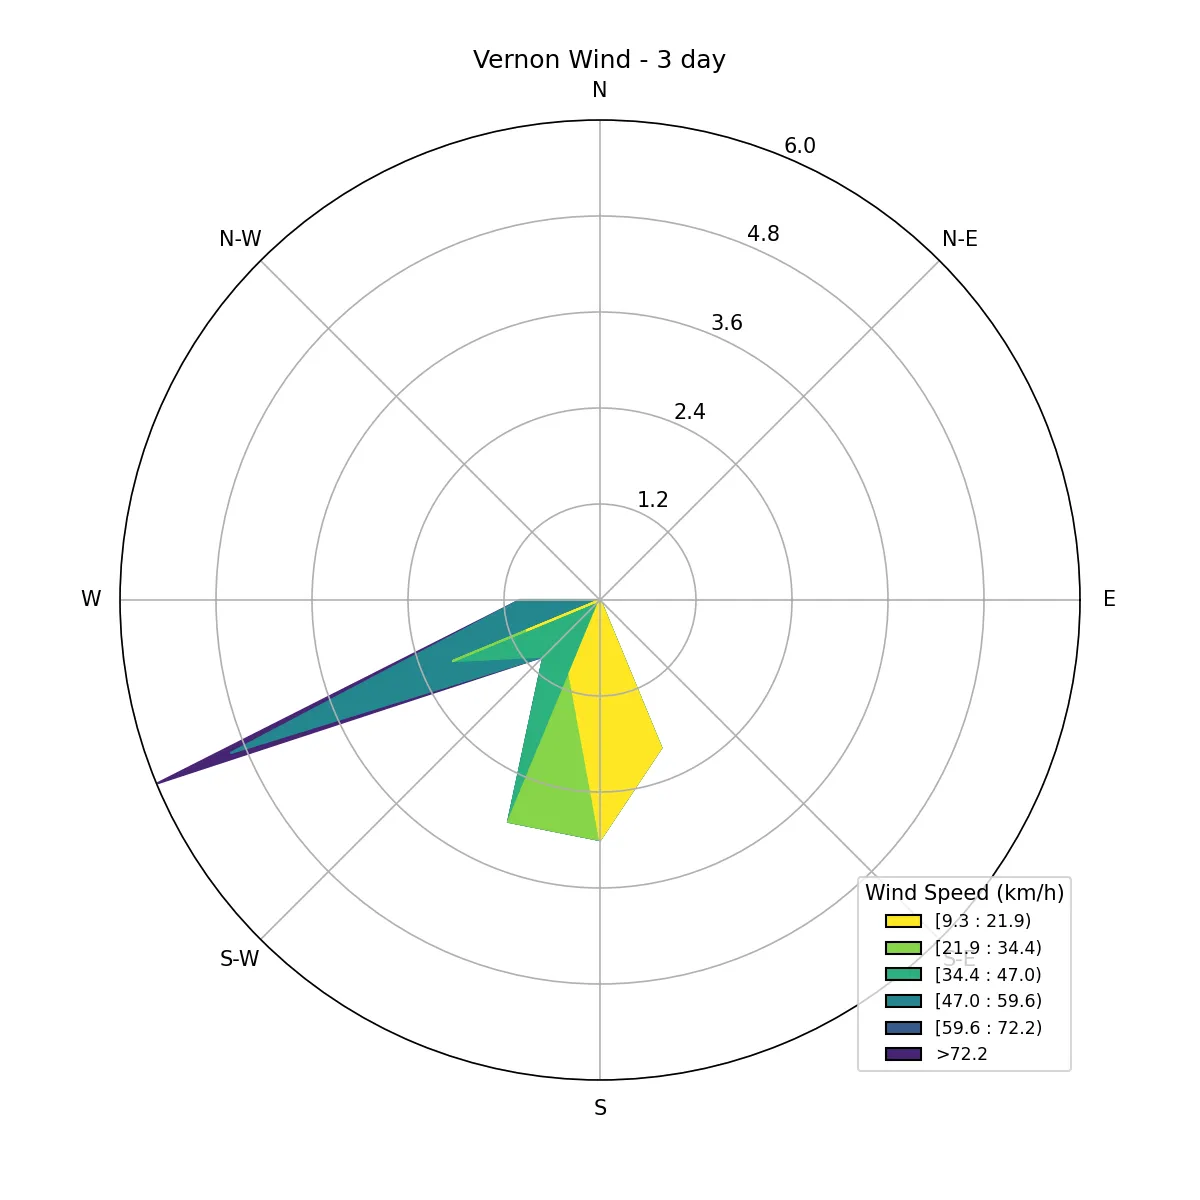 Vernon Wind - 3 day
N
6.0
N-W
N-E
4.8
3.6
2.4
1.2
W
E
S-W
S-E
S
Wind Speed (km/h)
[9.3 : 21.9)
[21.9 : 34.4)
[34.4 : 47.0)
[47.0 : 59.6)
[59.6 : 72.2)
>72.2